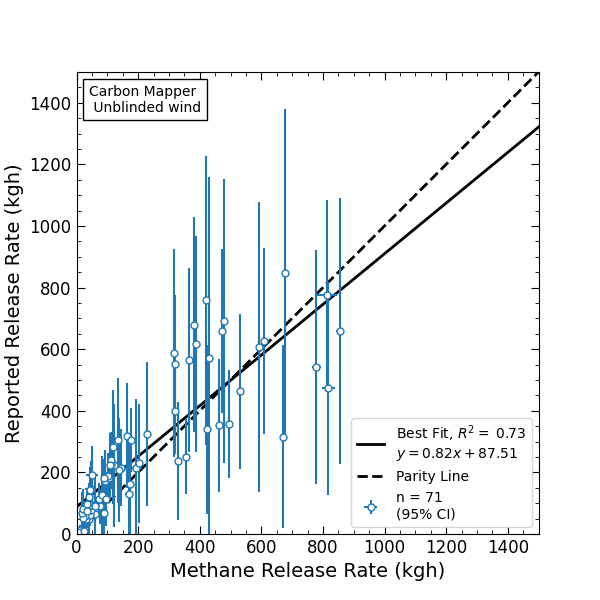 Carbon Mapper
Unblinded wind
Reported Release Rate (kgh)
1400
1200
1000
800
600
400
200
0
0 200 400 600 800 1000 1200 1400
Methane Release Rate (kgh)
Best Fit, R² = 0.73
y = 0.82x + 87.51
Parity Line
n = 71
(95% CI)